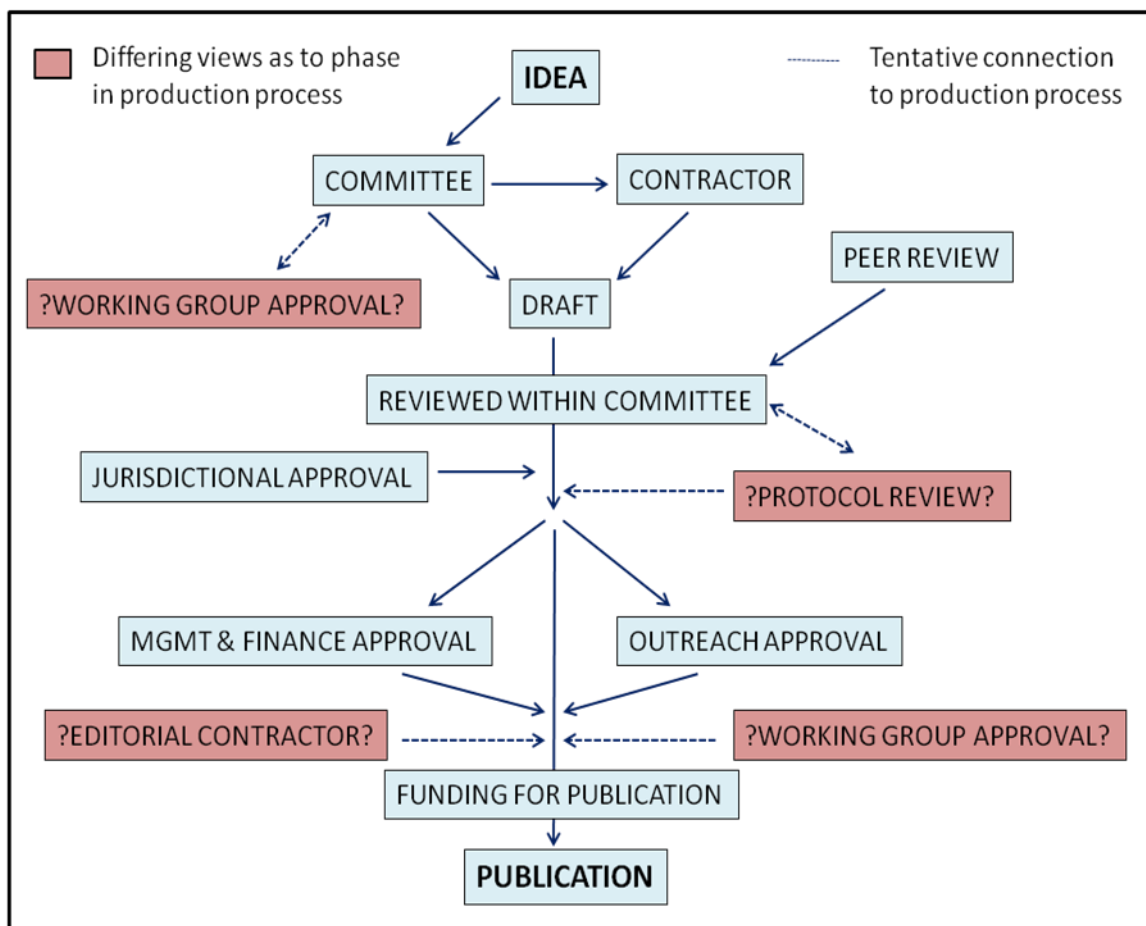 Differing views as to phase
in production process
Tentative connection
to production process
IDEA
COMMITTEE
CONTRACTOR
PEER REVIEW
?WORKING GROUP APPROVAL?
DRAFT
REVIEWED WITHIN COMMITTEE
JURISDICTIONAL APPROVAL
?PROTOCOL REVIEW?
MGMT & FINANCE APPROVAL
OUTREACH APPROVAL
?EDITORIAL CONTRACTOR?
?WORKING GROUP APPROVAL?
FUNDING FOR PUBLICATION
PUBLICATION